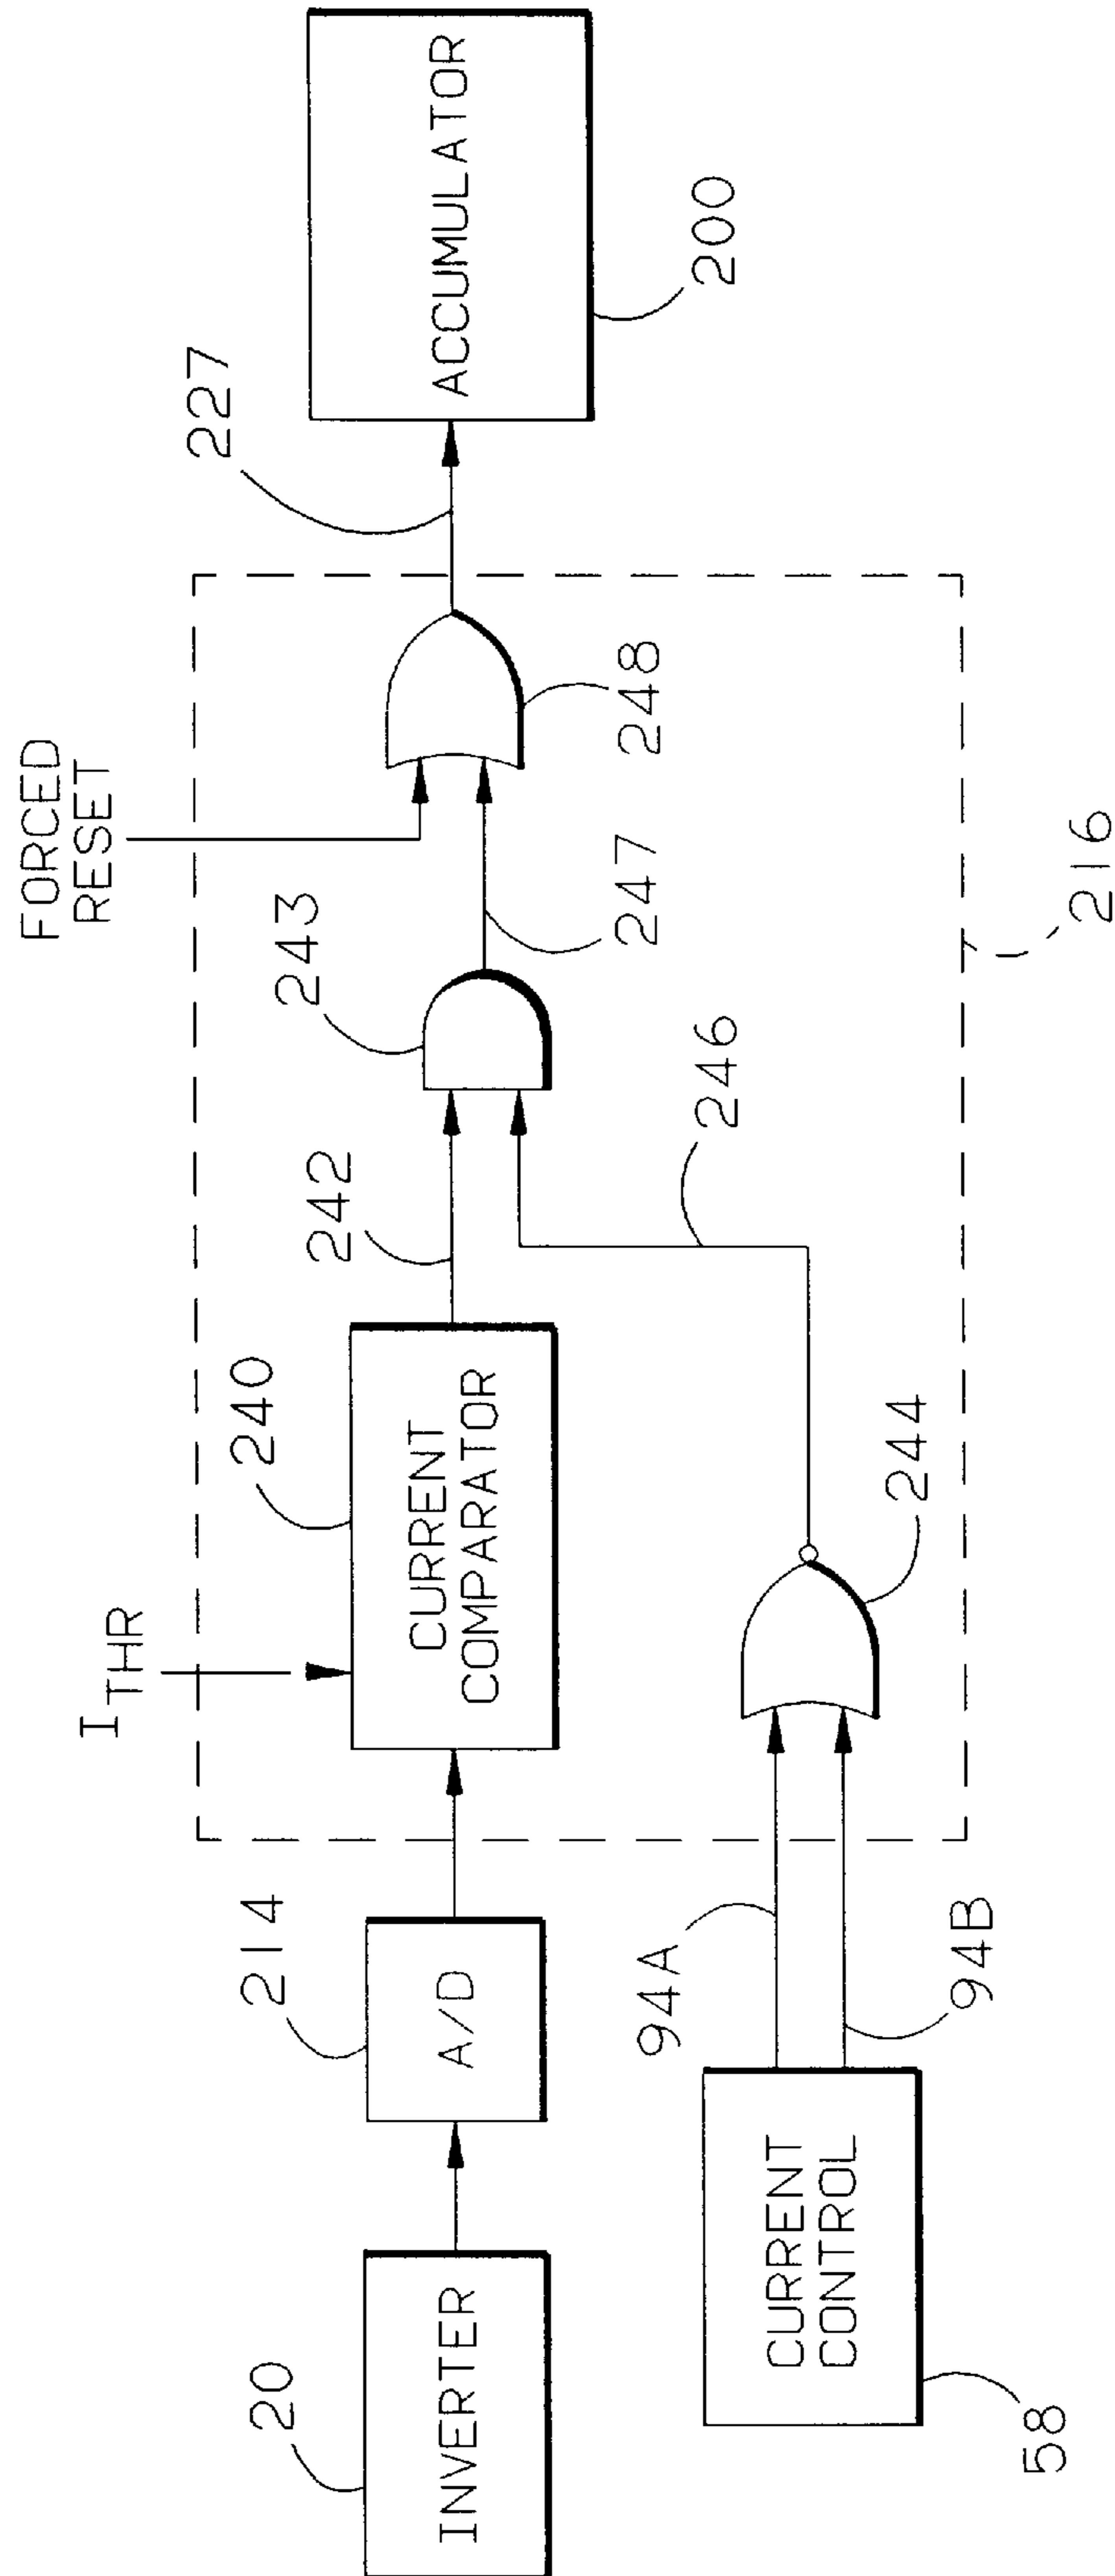 FORCED
RESET
I THR
20
INVERTER
214
A/D
240
CURRENT
COMPARATOR
242
243
247
248
227
ACCUMULATOR
200
58
CURRENT
CONTROL
94A
94B
244
246
216